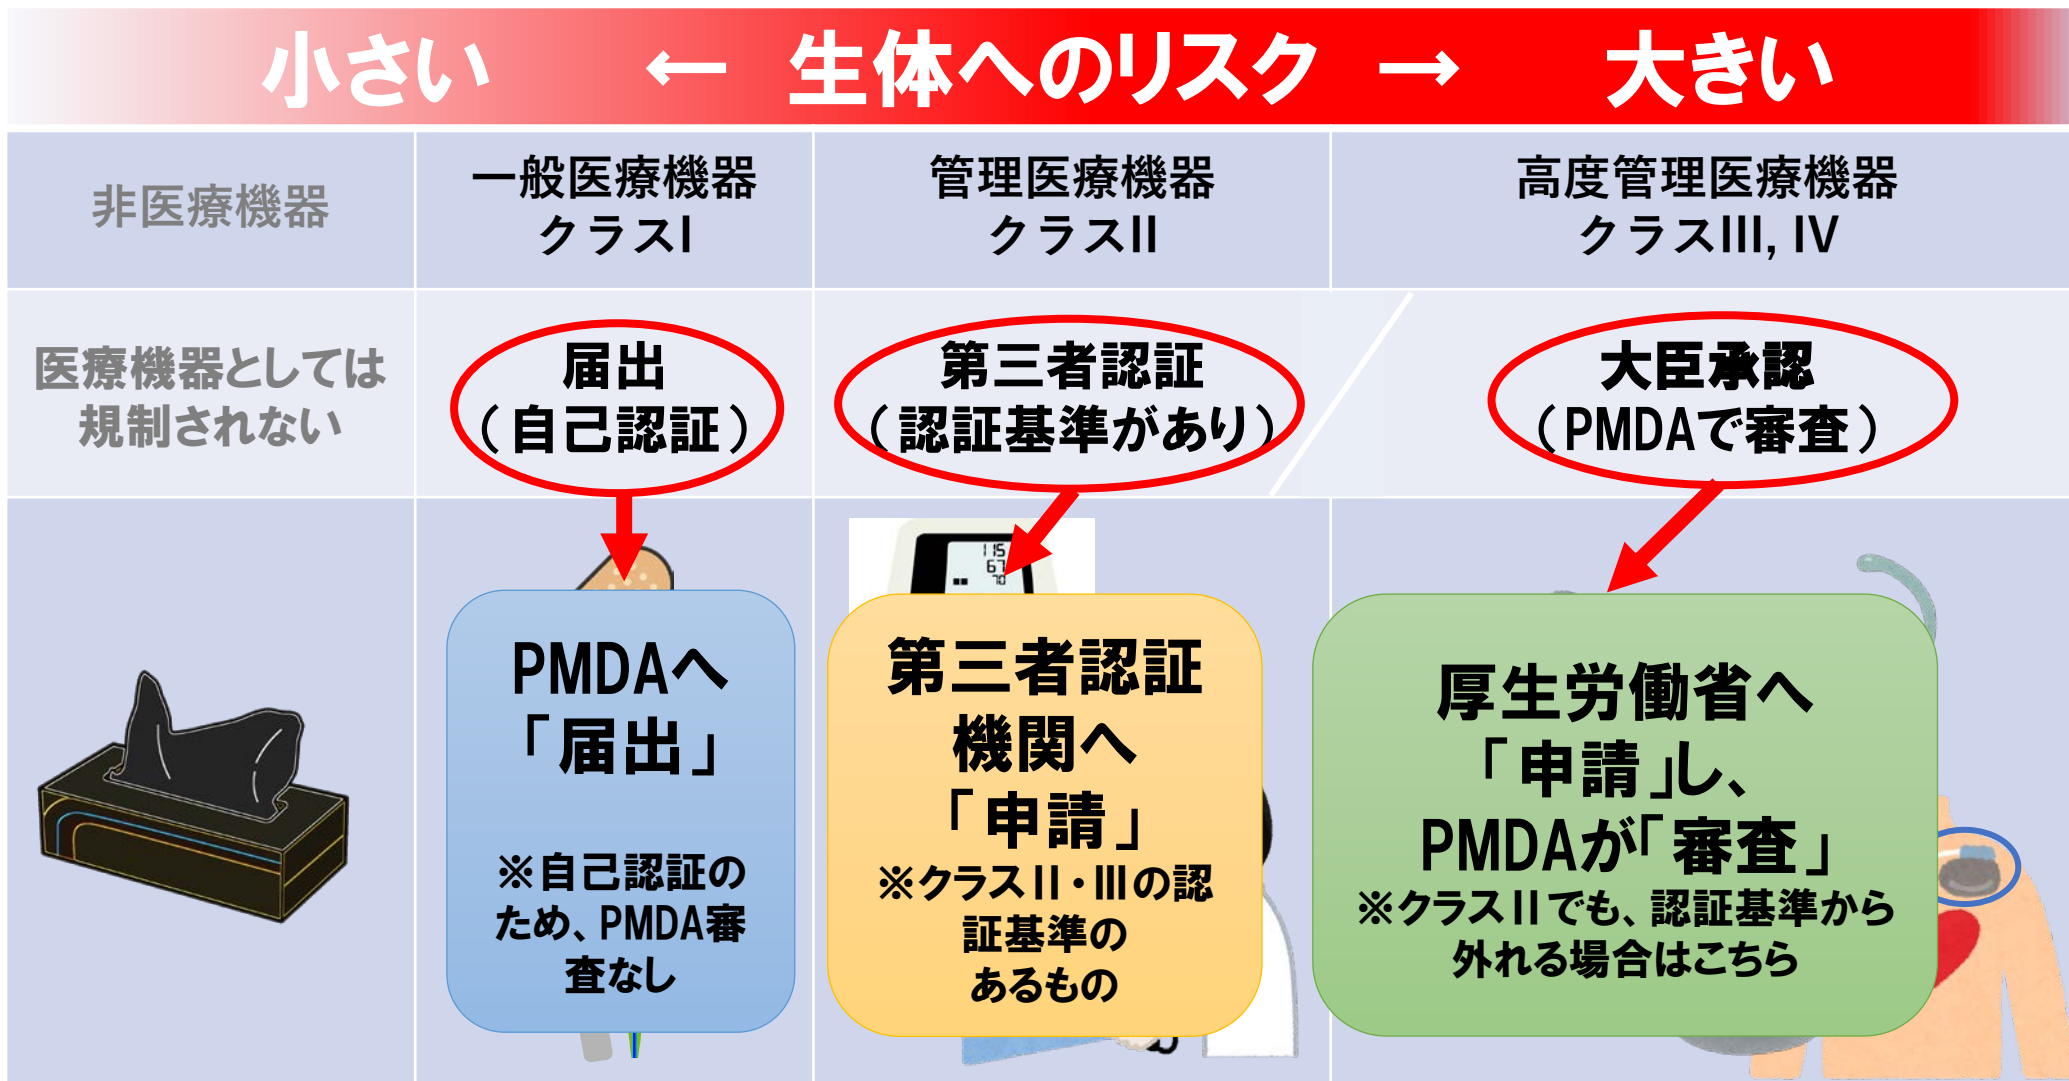 小さい ← 生体へのリスク → 大きい
非医療機器
一般医療機器
クラスI
管理医療機器
クラスII
高度管理医療機器
クラスIII, IV
医療機器としては
規制されない
届出
（自己認証）
第三者認証
（認証基準があり）
大臣承認
（PMDAで審査）
115
67
70
PMDAへ
「届出」
※自己認証の
ため、PMDA審
査なし
第三者認証
機関へ
「申請」
※クラスⅡ・Ⅲの認
証基準の
あるもの
厚生労働省へ
「申請」し、
PMDAが「審査」
※クラスⅡでも、認証基準から
外れる場合はこちら